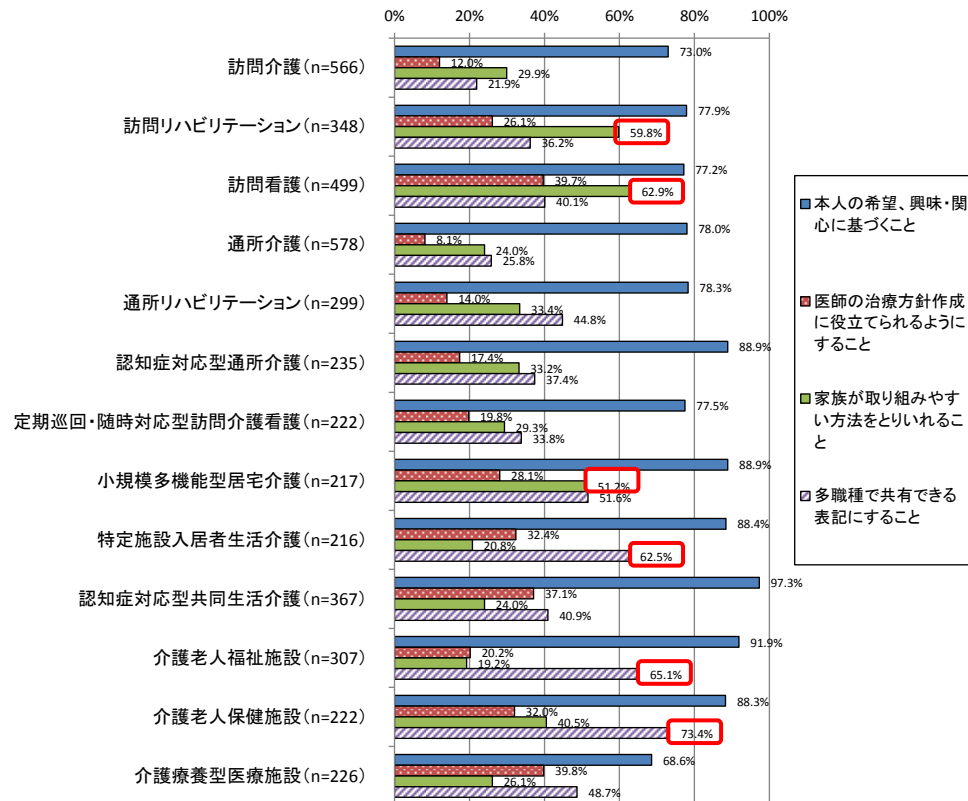 0% 20% 40% 60% 80% 100%
訪問介護(n=566)
73.0%
12.0%
29.9%
21.9%
訪問リハビリテーション(n=348)
77.9%
26.1%
59.8%
36.2%
訪問看護(n=499)
77.2%
39.7%
62.9%
40.1%
通所介護(n=578)
78.0%
8.1%
24.0%
25.8%
通所リハビリテーション(n=299)
78.3%
14.0%
33.4%
44.8%
認知症対応型通所介護(n=235)
88.9%
17.4%
33.2%
37.4%
定期巡回・随時対応型訪問介護看護(n=222)
77.5%
19.8%
29.3%
33.8%
小規模多機能型居宅介護(n=217)
88.9%
28.1%
51.2%
51.6%
特定施設入居者生活介護(n=216)
88.4%
32.4%
20.8%
62.5%
認知症対応型共同生活介護(n=367)
97.3%
37.1%
24.0%
40.9%
介護老人福祉施設(n=307)
91.9%
20.2%
19.2%
65.1%
介護老人保健施設(n=222)
88.3%
32.0%
40.5%
73.4%
介護療養型医療施設(n=226)
68.6%
39.8%
26.1%
48.7%
本人の希望、興味・関
心に基づくこと
医師の治療方針作成
に役立てられるように
すること
家族が取り組みやす
い方法をとりいれるこ
と
多職種で共有できる
表記にすること